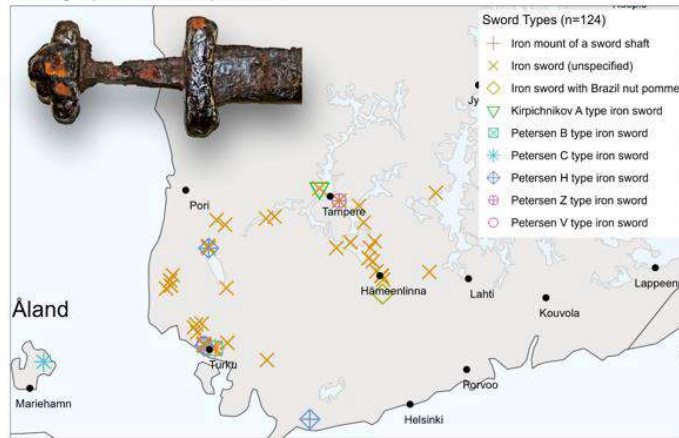 Sword Types (n=124)
Iron mount of a sword shaft
Iron sword (unspecified)
Iron sword with Brazil nut pomme
Kirpichnikov A type iron sword
Petersen B type iron sword
Petersen C type iron sword
Petersen H type iron sword
Petersen Z type iron sword
Petersen V type iron sword
Jy
Pori
Tampere
Hämeenlinna
Lahti
Lappeen
Kouvola
Åland
Turku
Porvoo
Mariehamn
Helsinki